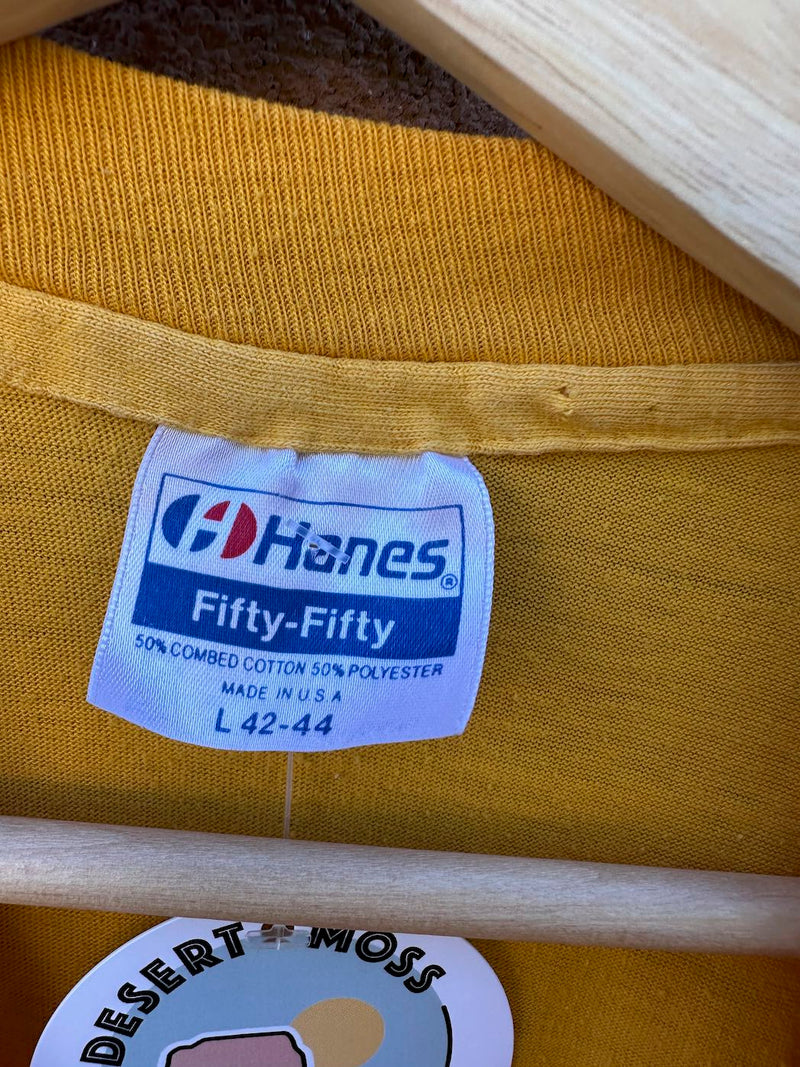 Hanes®
Fifty-Fifty
50% COMBED COTTON 50% POLYESTER
MADE IN U.S.A
L 42-44
DESERT MOSS